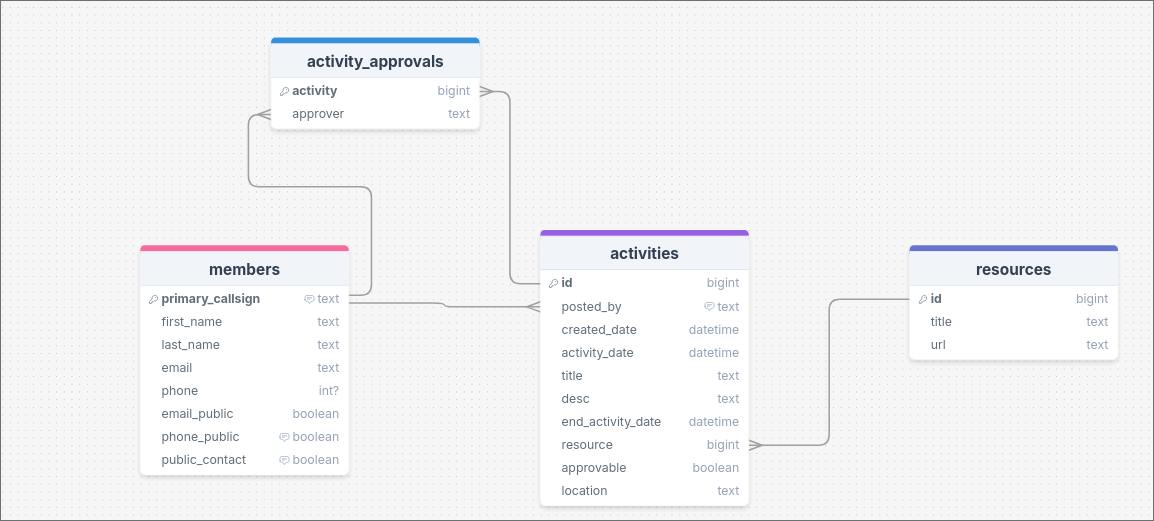 activity_approvals
activity bigint
approver text
members
primary_callsign text
first_name text
last_name text
email text
phone int?
email_public boolean
phone_public boolean
public_contact boolean
activities
id bigint
posted_by text
created_date datetime
activity_date datetime
title text
desc text
end_activity_date datetime
resource bigint
approvable boolean
location text
resources
id bigint
title text
url text